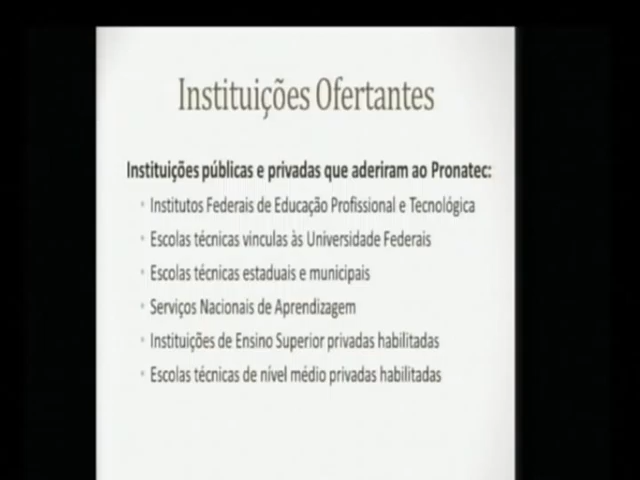 Instituições Ofertantes
Instituições públicas e privadas que aderiram ao Pronatec:
• Institutos Federais de Educação Profissional e Tecnológica
• Escolas técnicas vinculas às Universidade Federais
• Escolas técnicas estaduais e municipais
• Serviços Nacionais de Aprendizagem
• Instituições de Ensino Superior privadas habilitadas
• Escolas técnicas de nível médio privadas habilitadas